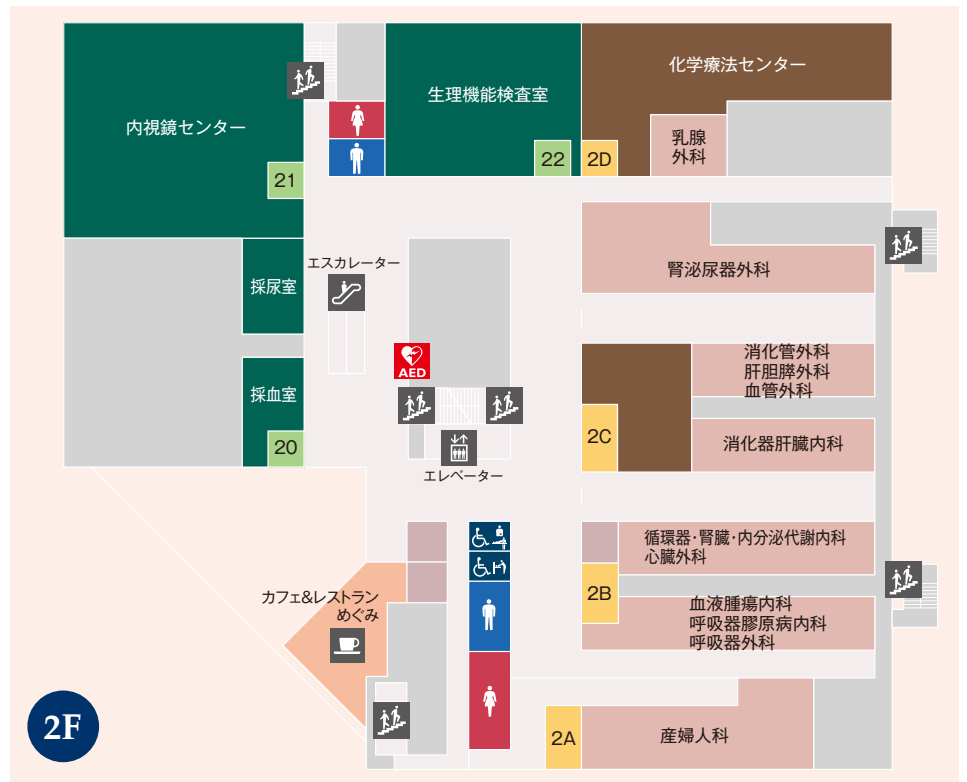 化学療法センター
生理機能検査室
内視鏡センター
乳腺
外科
22
2D
21
腎泌尿器外科
エスカレーター
採尿室
AED
消化管外科
肝胆膵外科
血管外科
採血室
20
2C
消化器肝臓内科
エレベーター
循環器・腎臓・内分泌代謝内科
心臓外科
カフェ&レストラン
めぐみ
2B
血液腫瘍内科
呼吸器膠原病内科
呼吸器外科
2F
2A
産婦人科